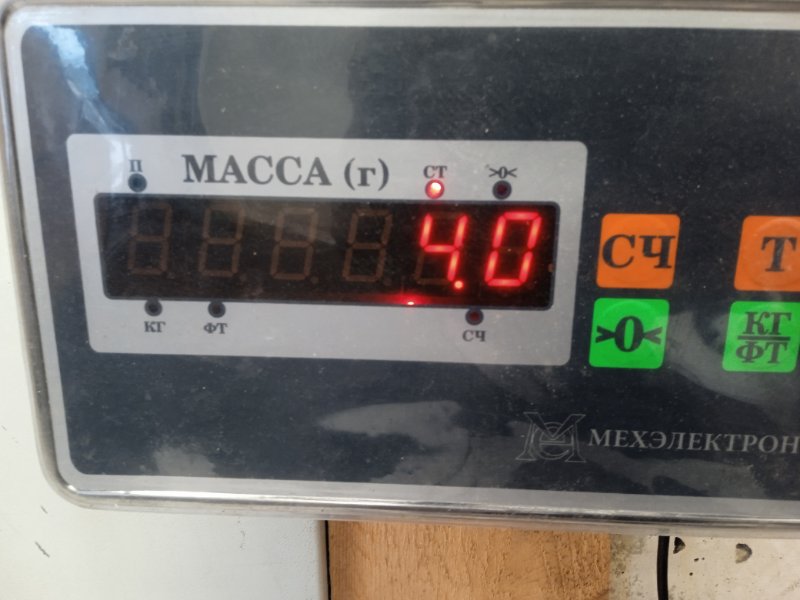 П МАССА (г) СТ >0<
4.0
КГ ФТ СЧ
СЧ Т
>0< КГ ФТ
МЕХЭЛЕКТРОН